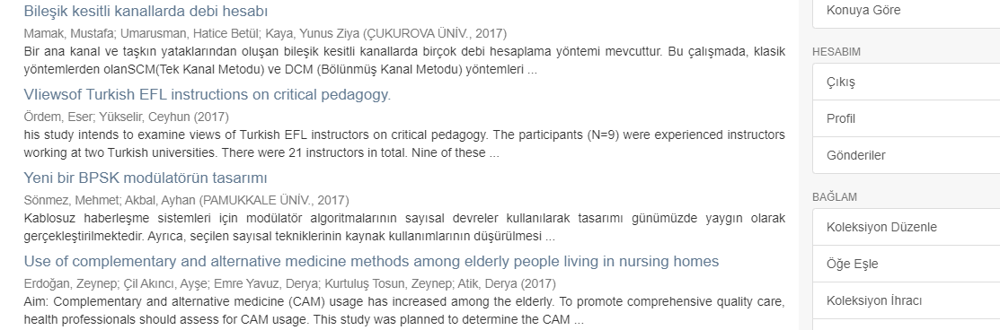 Bileşik kesitli kanallarda debi hesabı
Mamak, Mustafa; Umarusman, Hatice Betül; Kaya, Yunus Ziya (ÇUKUROVA ÜNİV., 2017)
Bir ana kanal ve taşkın yataklarından oluşan bileşik kesitli kanallarda birçok debi hesaplama yöntemi mevcuttur. Bu çalışmada, klasik
yöntemlerden olanSCM(Tek Kanal Metodu) ve DCM (Bölünmüş Kanal Metodu) yöntemleri ...
VIiewsof Turkish EFL instructions on critical pedagogy.
Ördem, Eser; Yükselir, Ceyhun (2017)
his study intends to examine views of Turkish EFL instructors on critical pedagogy. The participants (N=9) were experienced instructors
working at two Turkish universities. There were 21 instructors in total. Nine of these ...
Yeni bir BPSK modülatörün tasarımı
Sönmez, Mehmet; Akbal, Ayhan (PAMUKKALE ÜNİV., 2017)
Kablosuz haberleşme sistemleri için modülatör algoritmalarının sayısal devreler kullanılarak tasarımı günümüzde yaygın olarak
gerçekleştirilmektedir. Ayrıca, seçilen sayısal tekniklerinin kaynak kullanımlarının düşürülmesi ...
Use of complementary and alternative medicine methods among elderly people living in nursing homes
Erdoğan, Zeynep; Çil Akıncı, Ayşe; Emre Yavuz, Derya; Kurtuluş Tosun, Zeynep; Atik, Derya (2017)
Aim: Complementary and alternative medicine (CAM) usage has increased among the elderly. To promote comprehensive quality care,
health professionals should assess for CAM usage. This study was planned to determine the CAM ...
Konuya Göre
HESABIM
Çıkış
Profil
Gönderiler
BAĞLAM
Koleksiyon Düzenle
Öğe Eşle
Koleksiyon İhracı